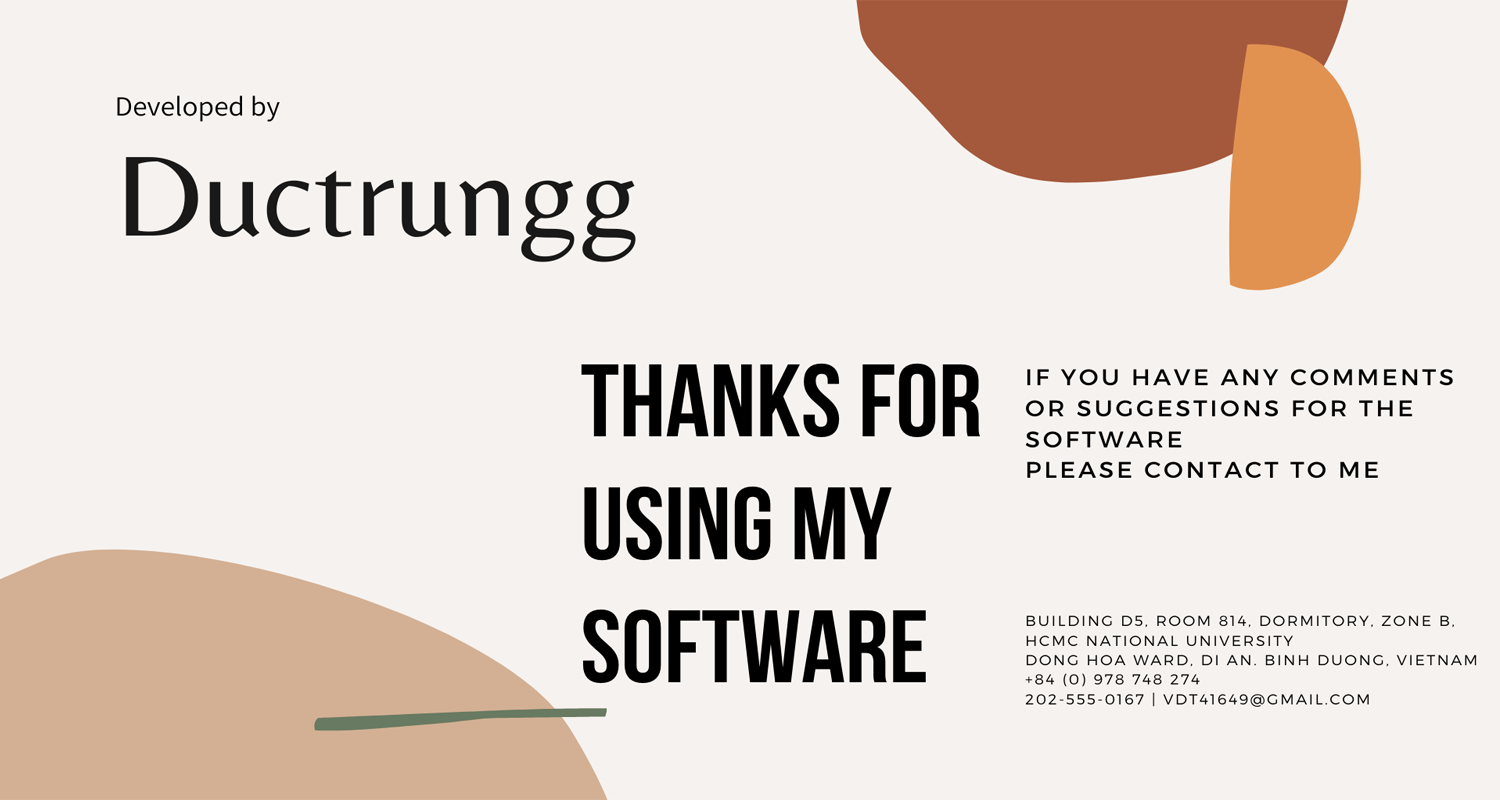 Developed by
Ductrungg
THANKS FOR
USING MY
SOFTWARE
IF YOU HAVE ANY COMMENTS
OR SUGGESTIONS FOR THE
SOFTWARE
PLEASE CONTACT TO ME
BUILDING D5, ROOM 814, DORMITORY, ZONE B,
HCMC NATIONAL UNIVERSITY
DONG HOA WARD, DI AN. BINH DUONG, VIETNAM
+84 (0) 978 748 274
202-555-0167 | VDT41649@GMAIL.COM